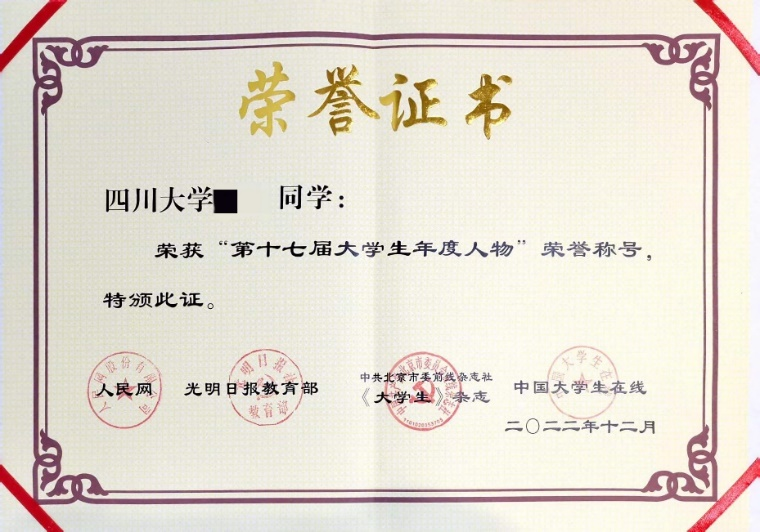 荣誉证书
四川大学 同学：
荣获“第十七届大学生年度人物”荣誉称号，
特颁此证。
人民网 光明日报教育部 中共北京市委前线杂志社《大学生》杂志 中国大学生在线
二〇二二年十二月